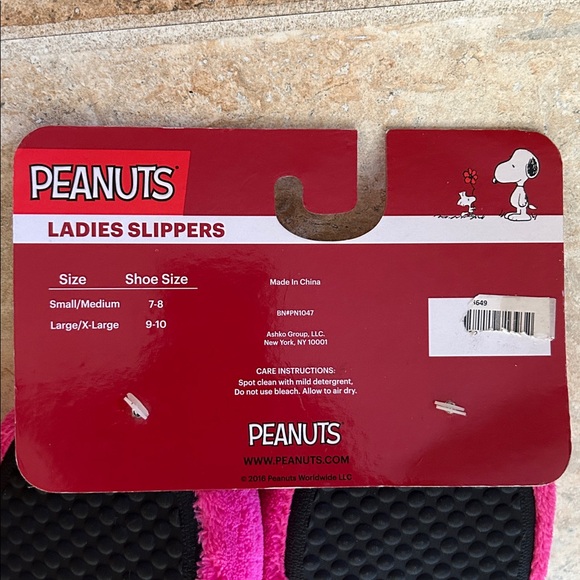 PEANUTS
LADIES SLIPPERS
Size Shoe Size
Small/Medium 7-8
Large/X-Large 9-10
Made In China
BN#PN1047
Ashko Group, LLC.
New York, NY 10001
CARE INSTRUCTIONS:
Spot clean with mild detergrent,
Do not use bleach. Allow to air dry.
649
PEANUTS
WWW.PEANUTS.COM
© 2016 Peanuts Worldwide LLC